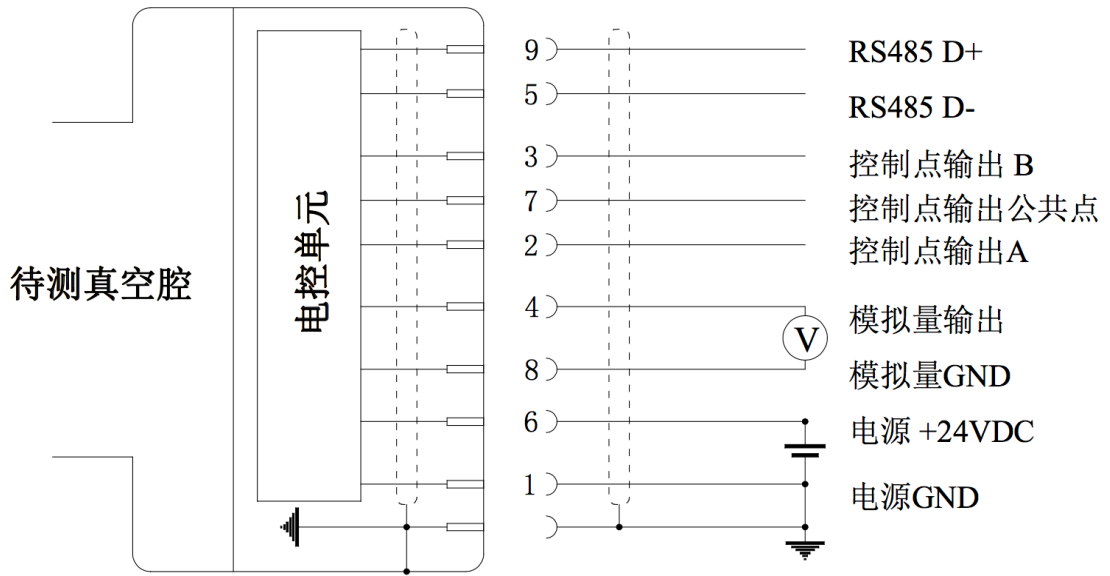 9 RS485 D+
5 RS485 D-
3 控制点输出 B
7 控制点输出公共点
2 控制点输出A
待测真空腔
电控单元
4 模拟量输出
V
8 模拟量GND
6 电源 +24VDC
1 电源GND